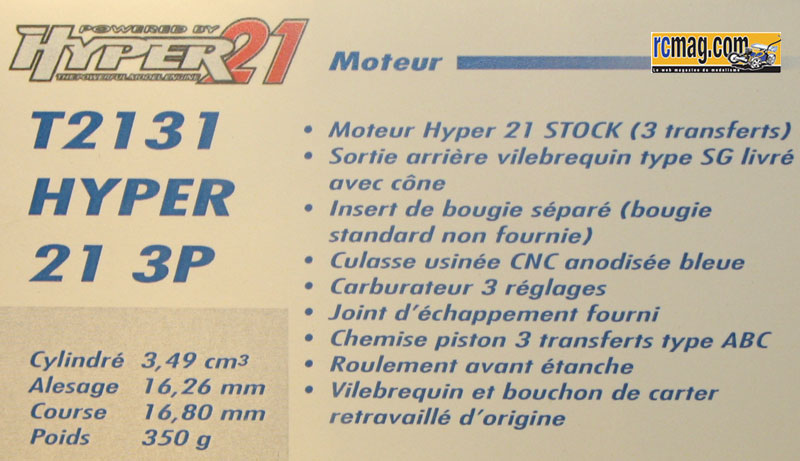 POWERED BY
HYPER 21
THE POWERFUL MODEL ENGINE
Moteur
rcmag.com
Le web magazine du modélisme
T2131
HYPER
21 3P
• Moteur Hyper 21 STOCK (3 transferts)
• Sortie arrière vilebrequin type SG livré
avec cône
• Insert de bougie séparé (bougie
standard non fournie)
• Culasse usinée CNC anodisée bleue
• Carburateur 3 réglages
• Joint d'échappement fourni
• Chemise piston 3 transferts type ABC
• Roulement avant étanche
• Vilebrequin et bouchon de carter
retravaillé d'origine
Cylindré 3,49 cm3
Alesage 16,26 mm
Course 16,80 mm
Poids 350 g